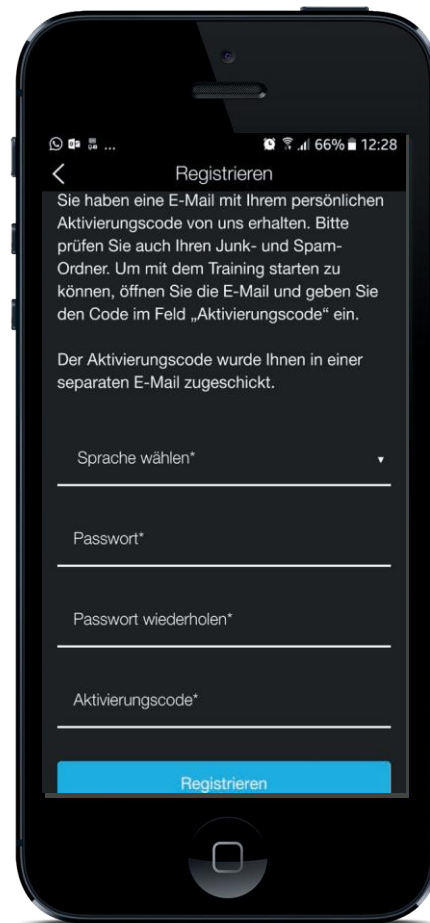 ... 66% 12:28
Registrieren
Sie haben eine E-Mail mit Ihrem persönlichen
Aktivierungscode von uns erhalten. Bitte
prüfen Sie auch Ihren Junk- und Spam-
Ordner. Um mit dem Training starten zu
können, öffnen Sie die E-Mail und geben Sie
den Code im Feld „Aktivierungscode“ ein.
Der Aktivierungscode wurde Ihnen in einer
separaten E-Mail zugeschickt.
Sprache wählen*
Passwort*
Passwort wiederholen*
Aktivierungscode*
Registrieren